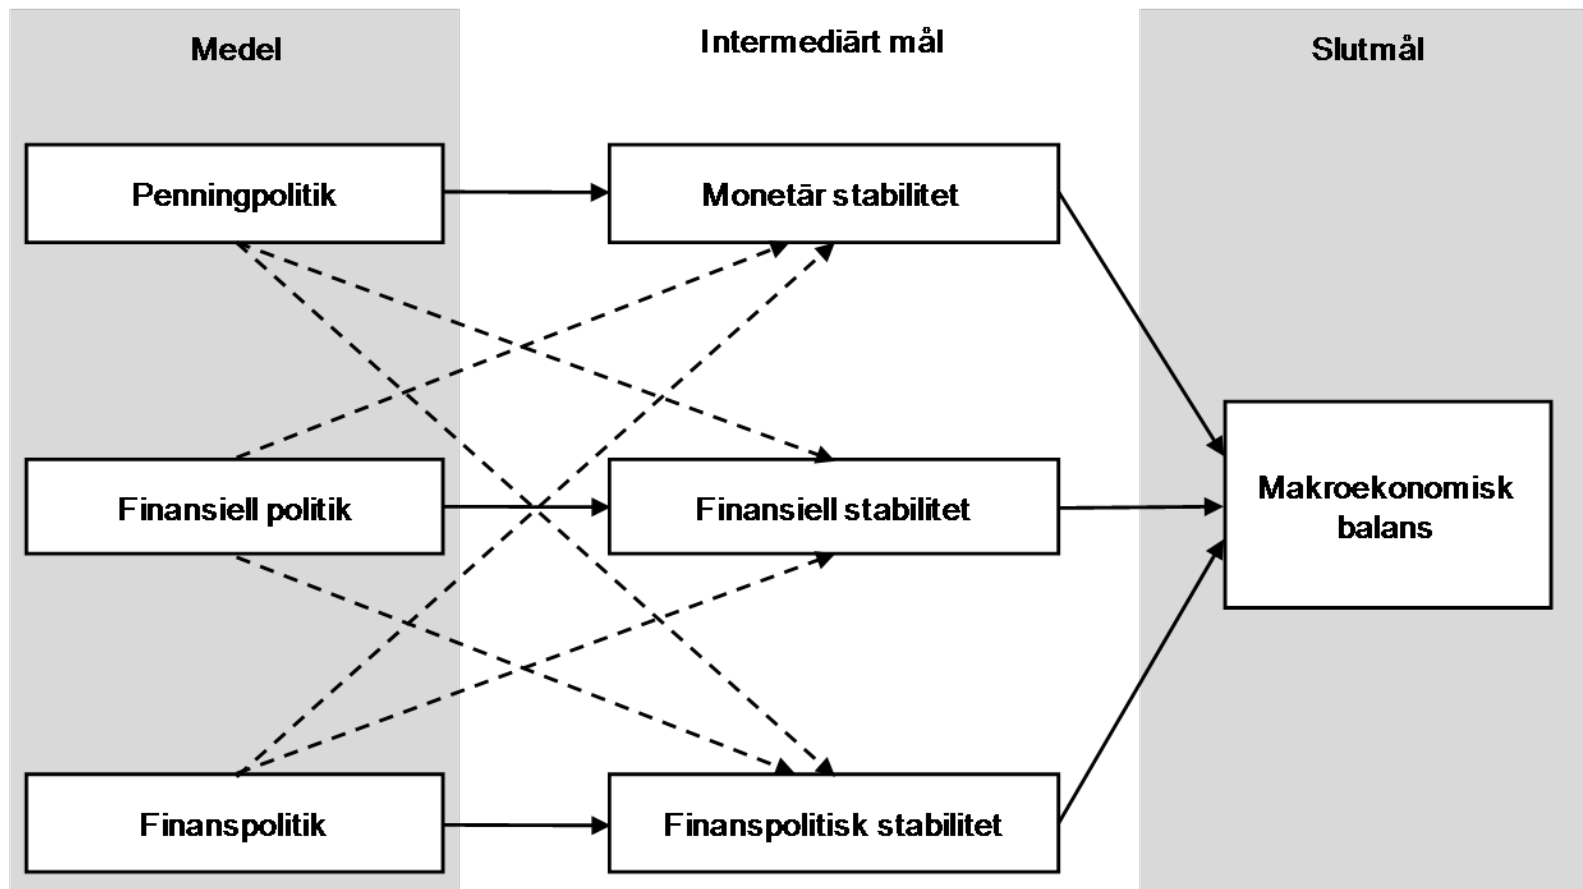 Medel
Intermediärt mål
Slutmål
Penningpolitik
Monetär stabilitet
Finansiell politik
Finansiell stabilitet
Makroekonomisk
balans
Finanspolitik
Finanspolitisk stabilitet